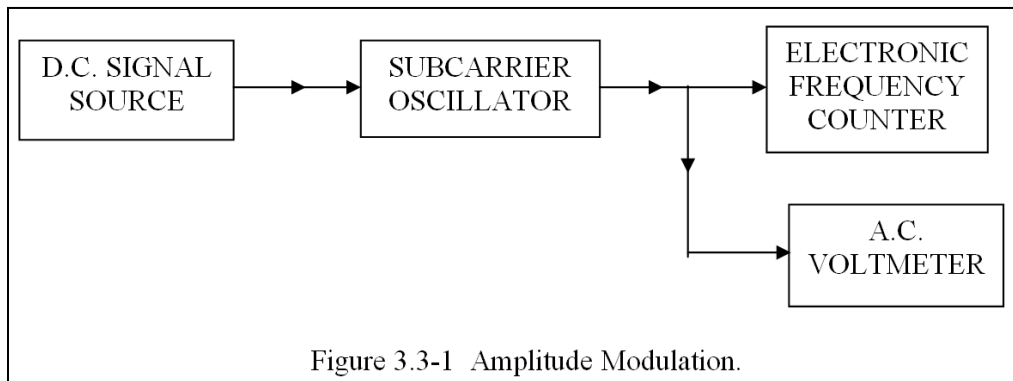 D.C. SIGNAL
SOURCE
SUBCARRIER
OSCILLATOR
ELECTRONIC
FREQUENCY
COUNTER
A.C.
VOLTMETER
Figure 3.3-1 Amplitude Modulation.